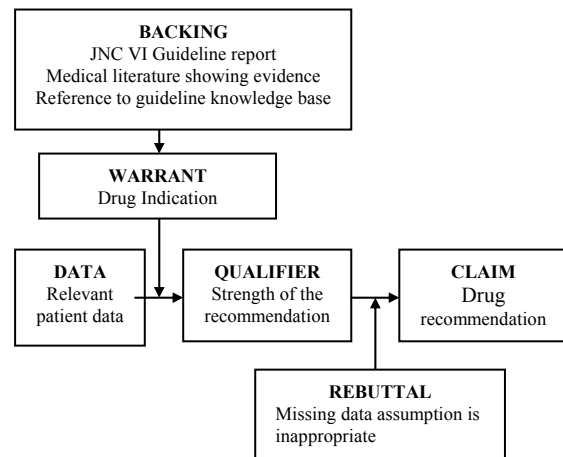 BACKING
JNC VI Guideline report
Medical literature showing evidence
Reference to guideline knowledge base
WARRANT
Drug Indication
DATA
Relevant
patient data
QUALIFIER
Strength of the
recommendation
CLAIM
Drug
recommendation
REBUTTAL
Missing data assumption is
inappropriate